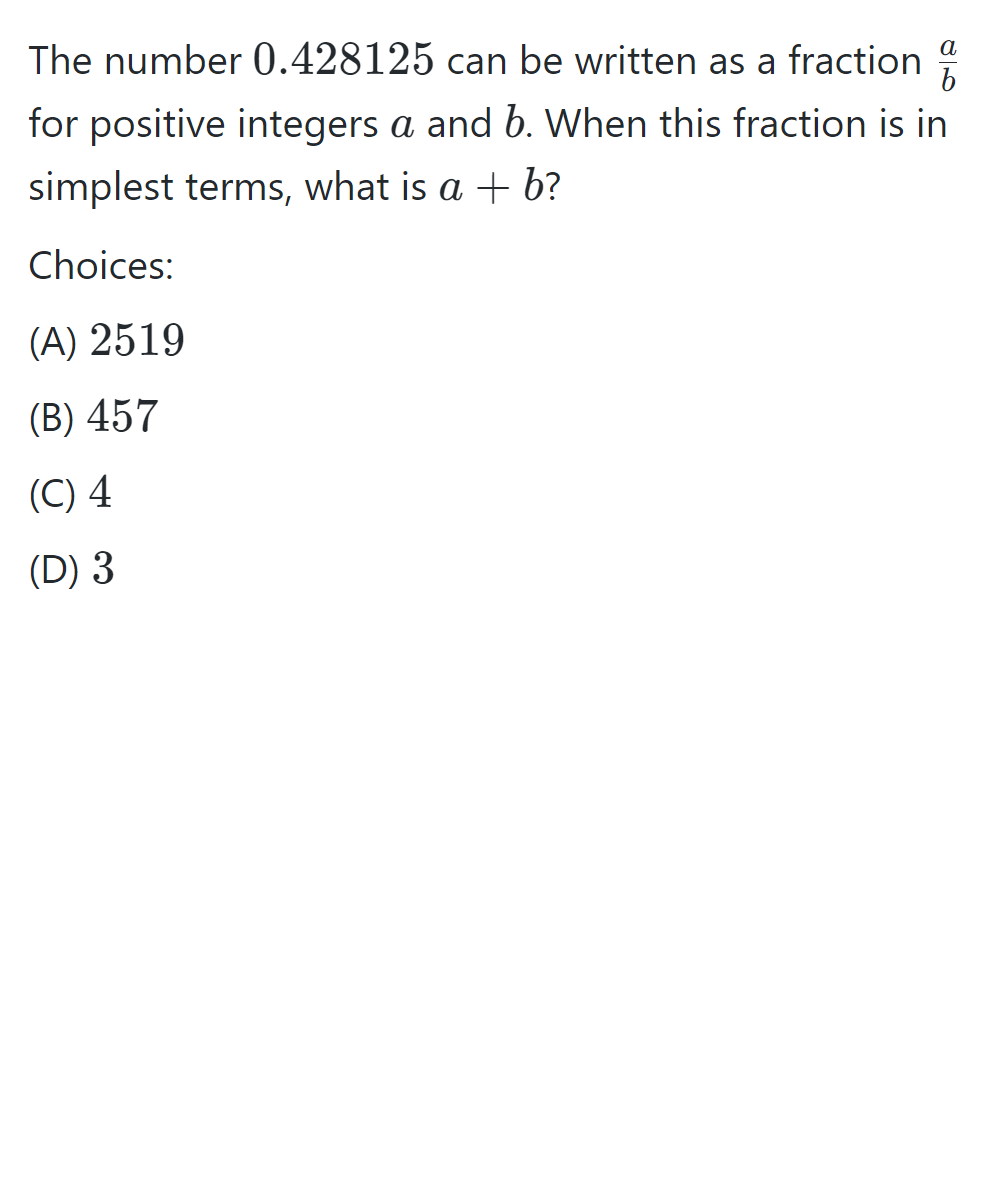 The number 0.428125 can be written as a fraction \frac{a}{b}
for positive integers a and b. When this fraction is in
simplest terms, what is a + b?
Choices:
(A) 2519
(B) 457
(C) 4
(D) 3